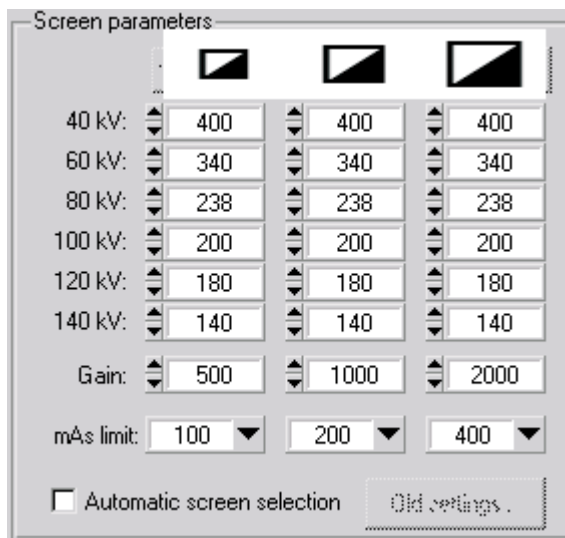 Screen parameters
40 kV: 400 400 400
60 kV: 340 340 340
80 kV: 238 238 238
100 kV: 200 200 200
120 kV: 180 180 180
140 kV: 140 140 140
Gain: 500 1000 2000
mAs limit: 100 200 400
Automatic screen selection Old settings .